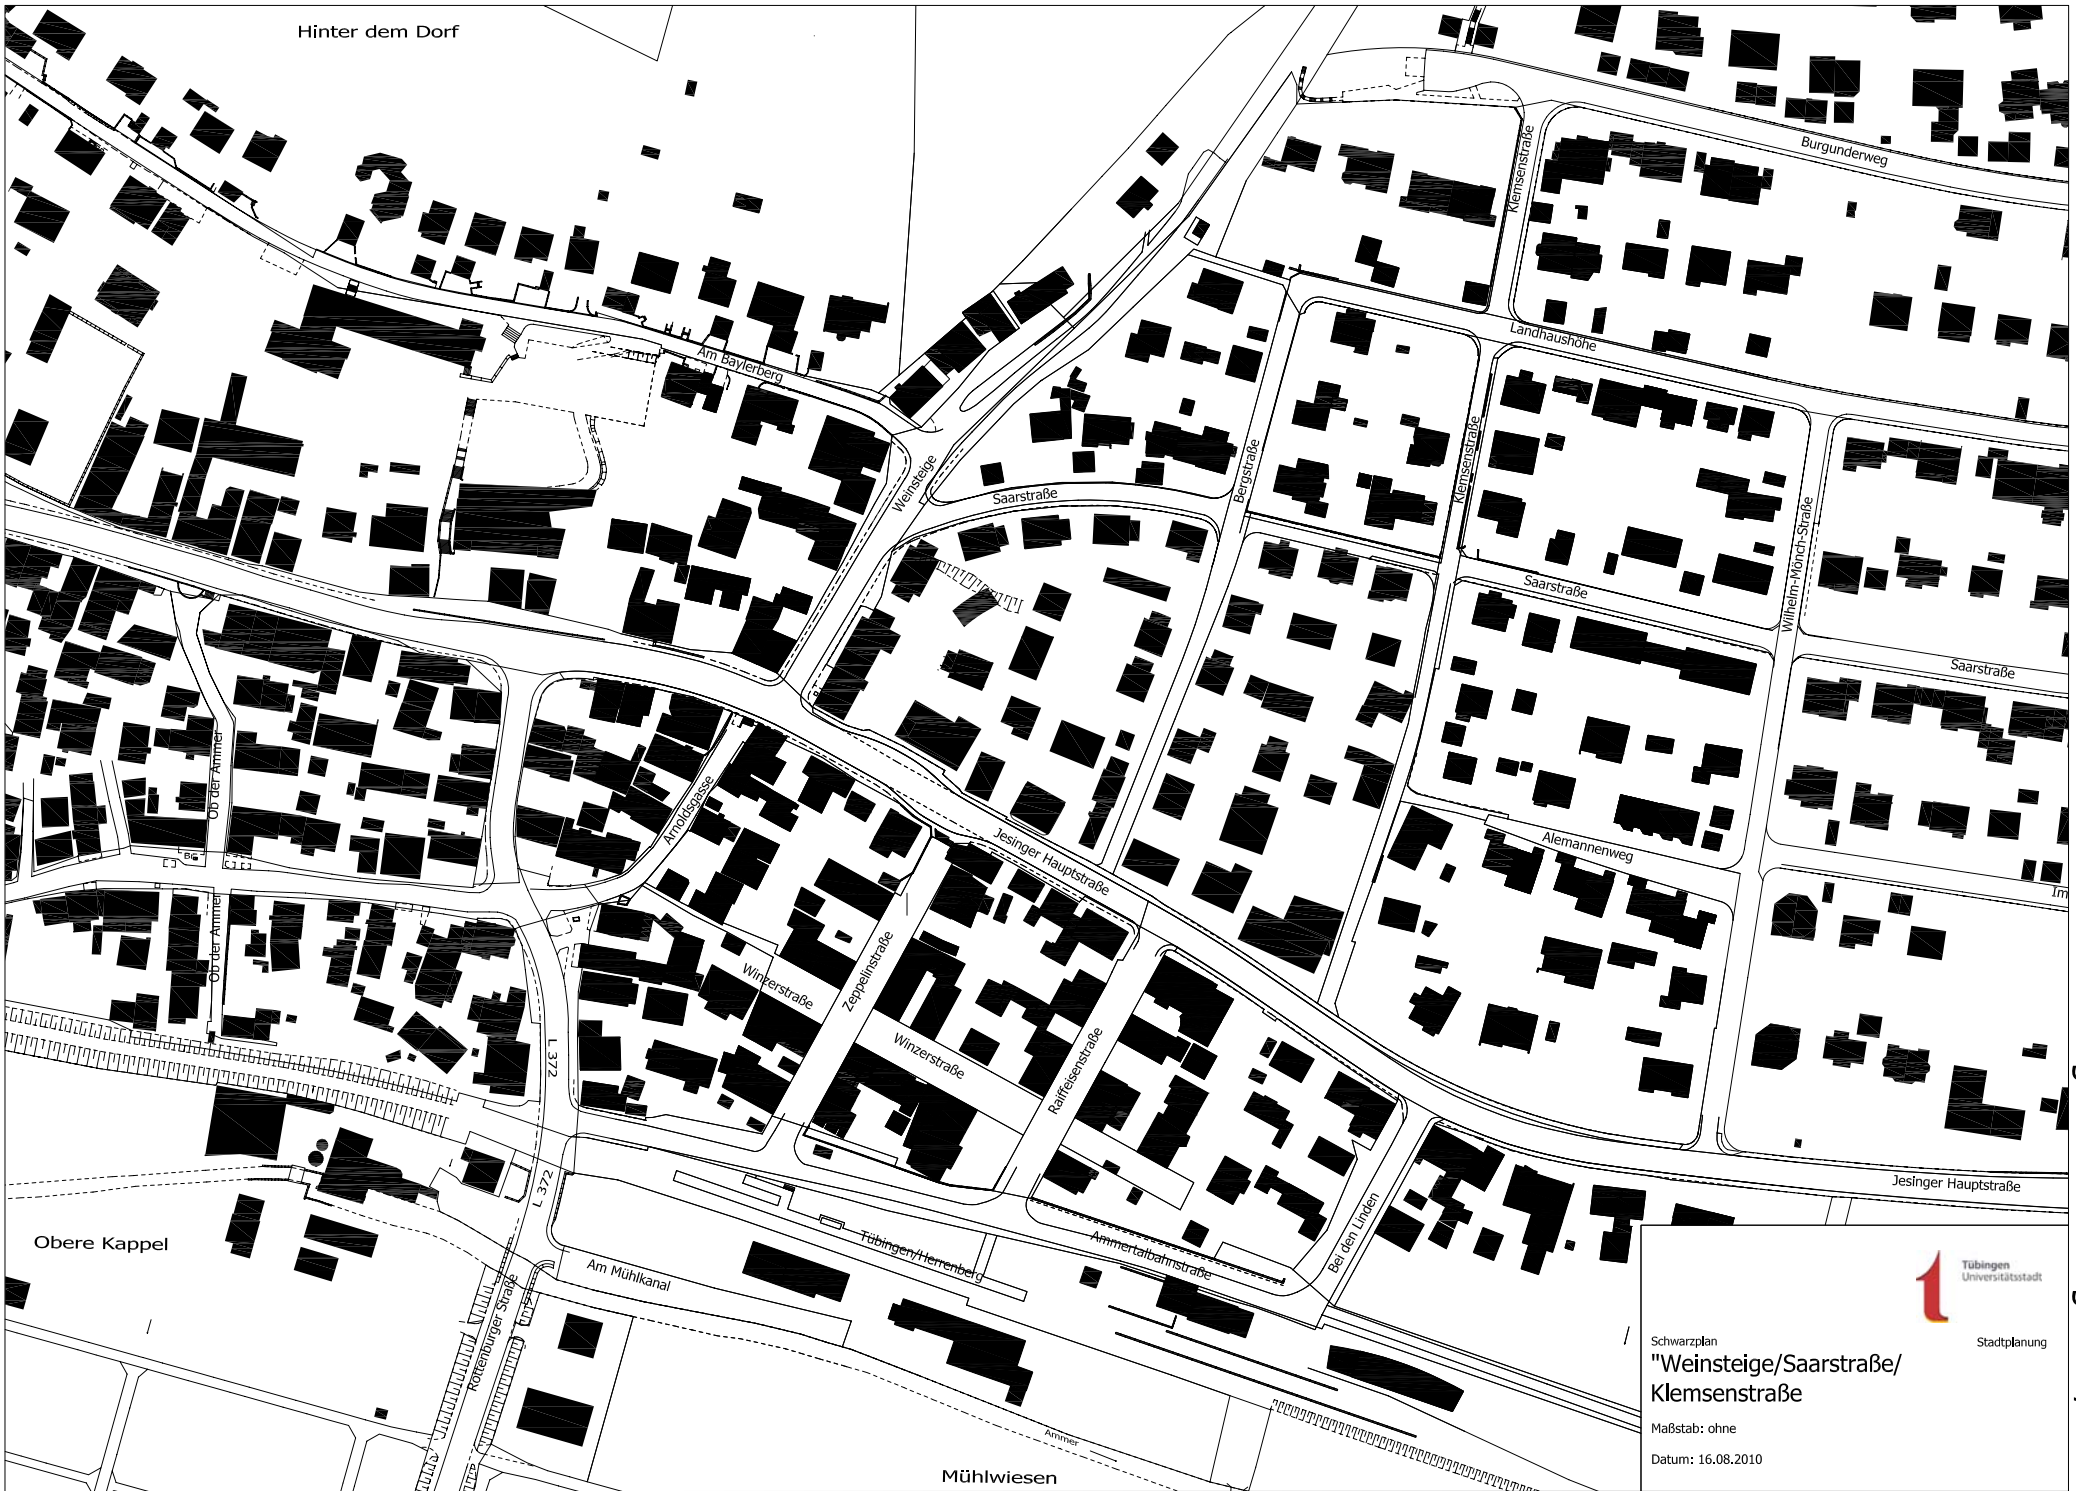 Hinter dem Dorf
Burgunderweg
Klemsenstraße
Landhaushöhe
Am Baylerberg
Weinsteige
Saarstraße
Bergstraße
Klemsenstraße
Wilhelm-Mönch-Straße
Saarstraße
Saarstraße
Ob der Ammer
Arnoldsgasse
Jesinger Hauptstraße
Alemannenweg
Im
Ob der Ammer
Winzerstraße
Zeppelinstraße
Winzerstraße
Raiffeisenstraße
L 372
L 372
Jesinger Hauptstraße
Obere Kappel
Am Mühlkanal
Tübingen/Herrenberg
Ammertalbahnstraße
Bei den Linden
Rottenburger Straße
Ammer
Mühlwiesen
Tübingen
Universitätsstadt
Schwarzplan
Stadtplanung
"Weinsteige/Saarstraße/
Klemsenstraße
Maßstab: ohne
Datum: 16.08.2010